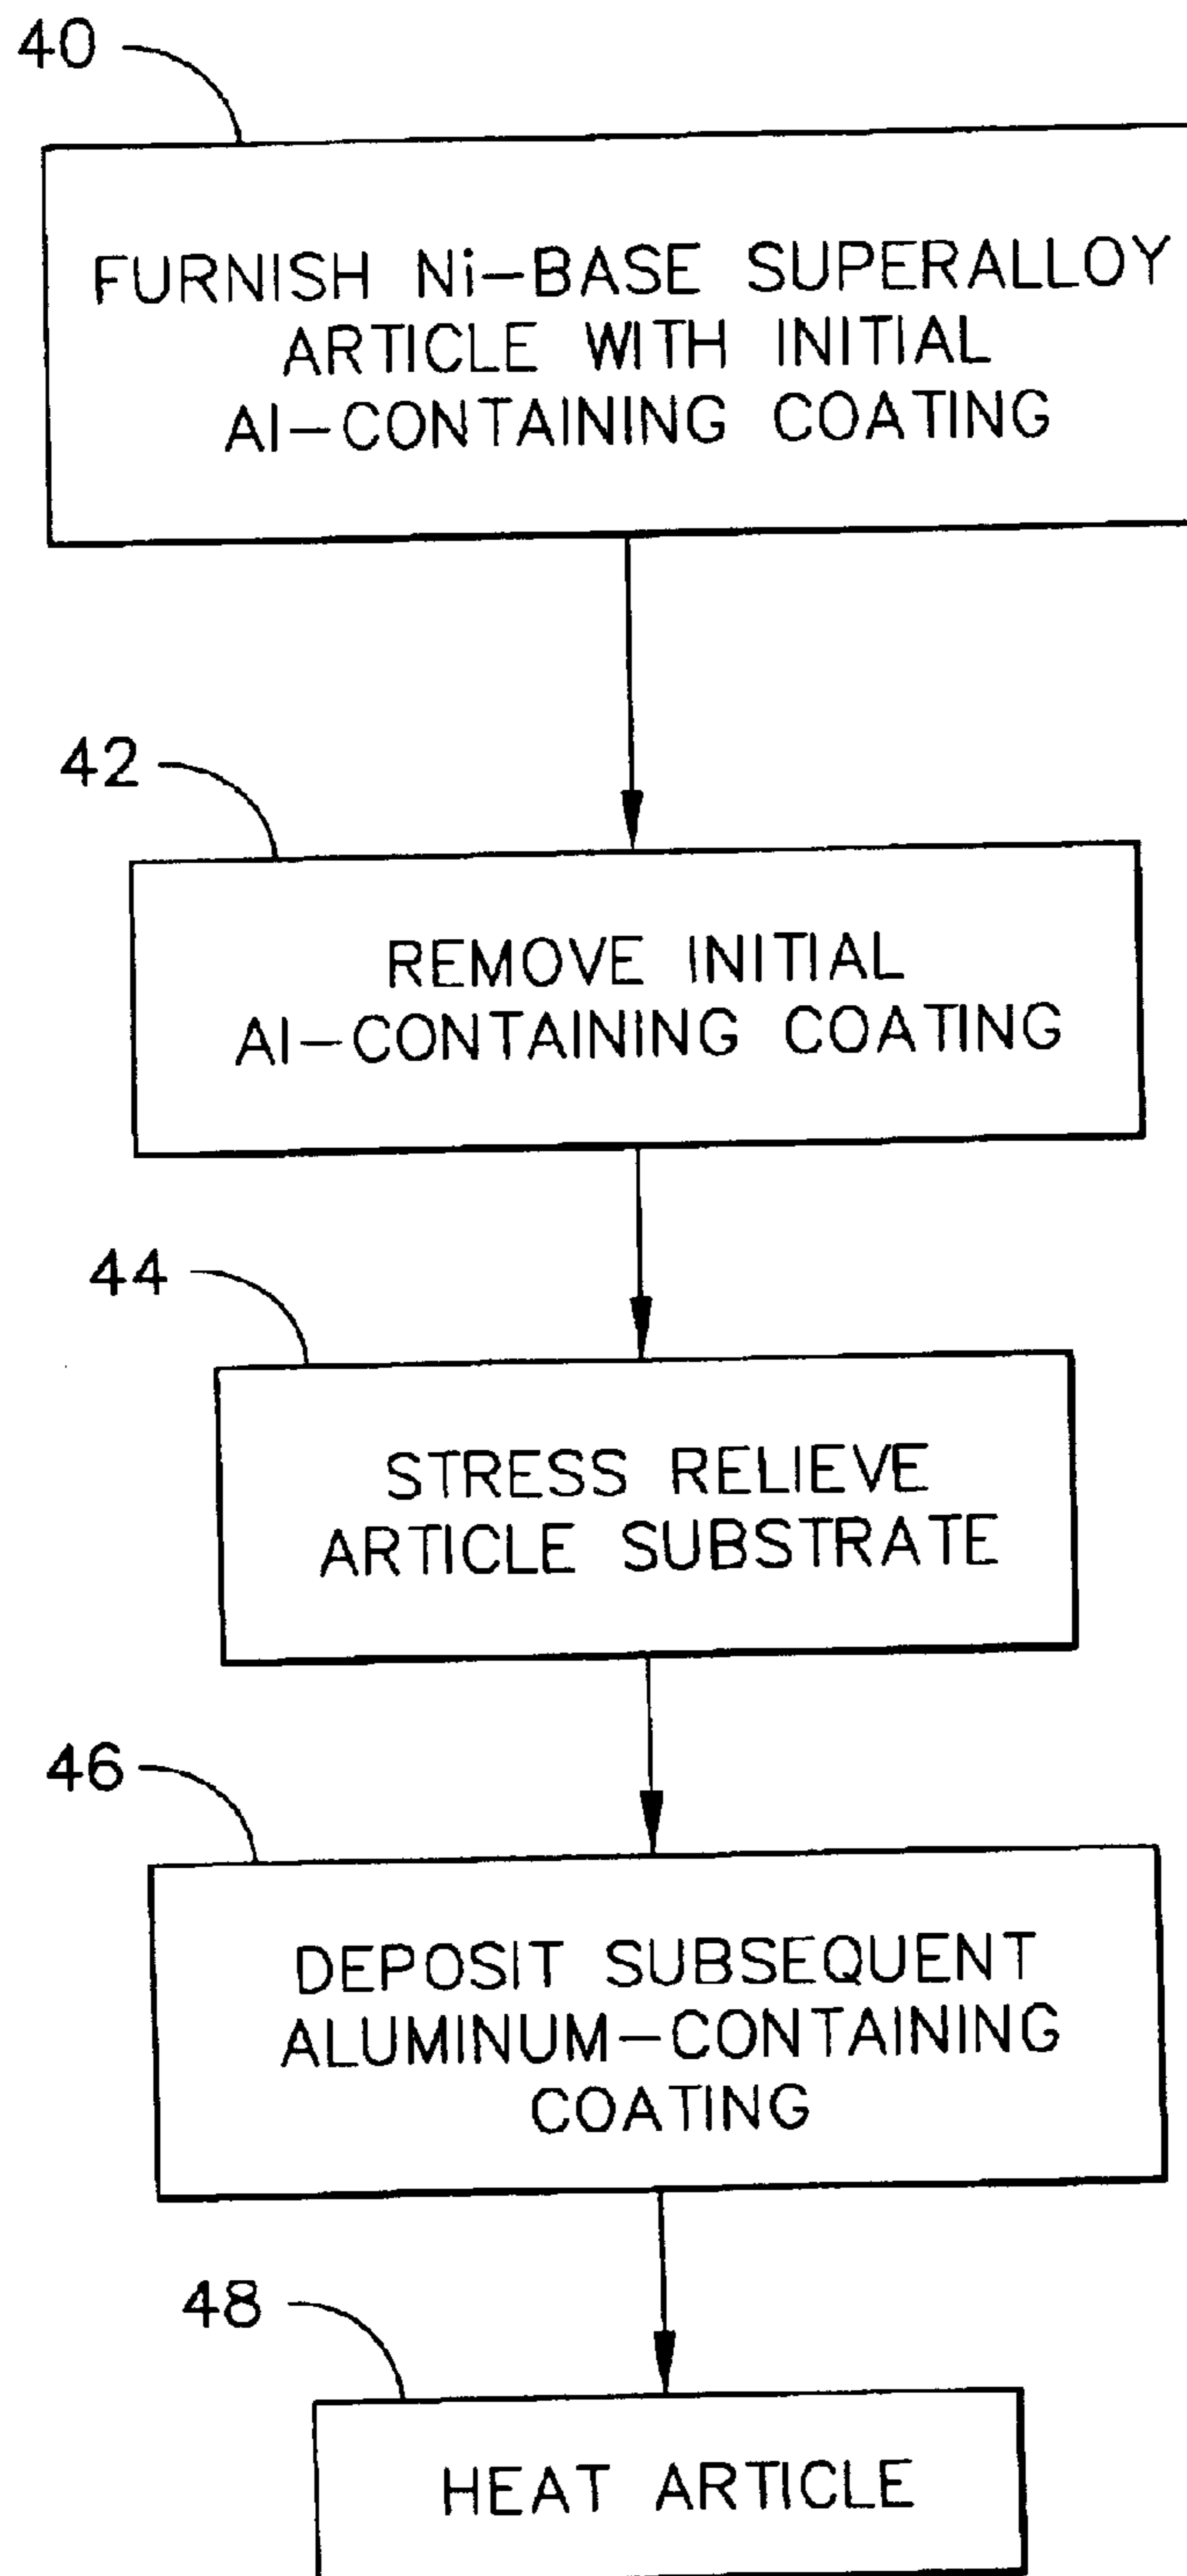 40
FURNISH Ni-BASE SUPERALLOY
ARTICLE WITH INITIAL
Al-CONTAINING COATING
42
REMOVE INITIAL
Al-CONTAINING COATING
44
STRESS RELIEVE
ARTICLE SUBSTRATE
46
DEPOSIT SUBSEQUENT
ALUMINUM-CONTAINING
COATING
48
HEAT ARTICLE